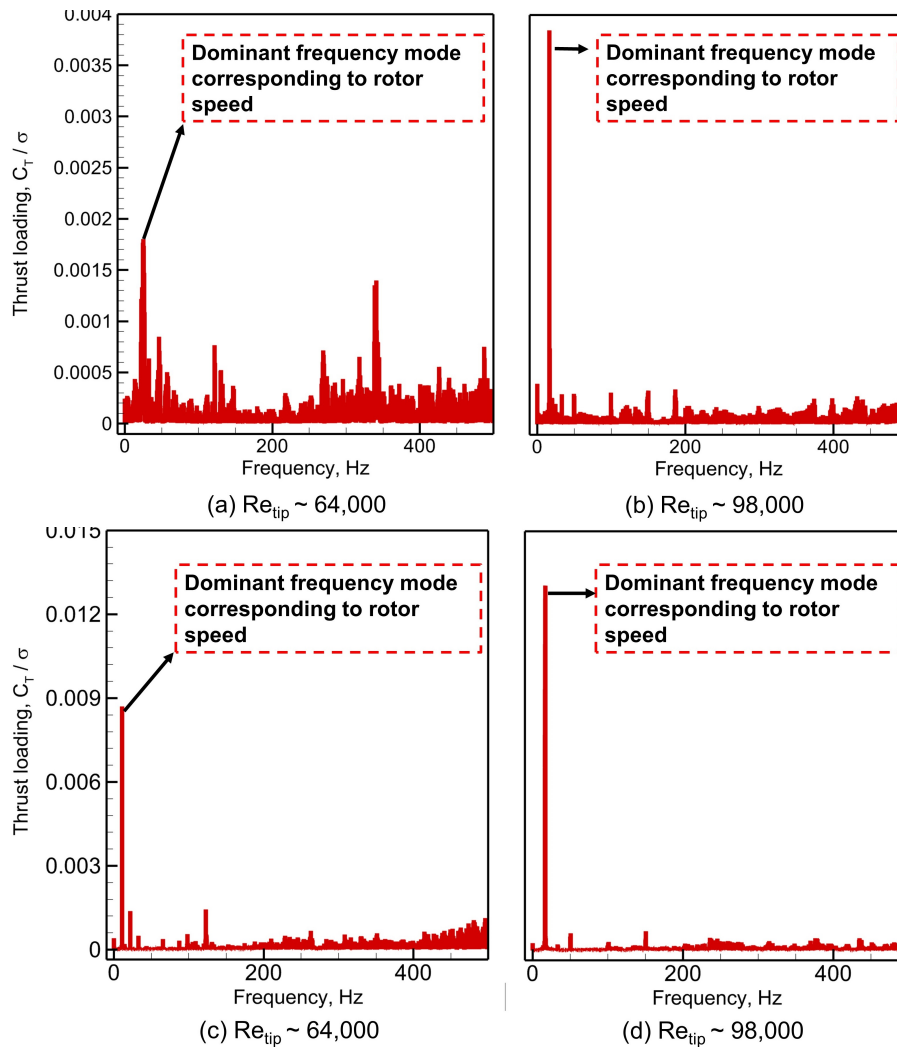 0.004
0.0035
0.003
0.0025
0.002
0.0015
0.001
0.0005
0
Thrust loading, C_T / σ
Dominant frequency mode
corresponding to rotor
speed
0 200 400
Frequency, Hz
(a) Re_tip ~ 64,000
Dominant frequency mode
corresponding to rotor
speed
0 200 400
Frequency, Hz
(b) Re_tip ~ 98,000
0.015
0.012
0.009
0.006
0.003
0
Thrust loading, C_T / σ
Dominant frequency mode
corresponding to rotor
speed
0 200 400
Frequency, Hz
(c) Re_tip ~ 64,000
Dominant frequency mode
corresponding to rotor
speed
0 200 400
Frequency, Hz
(d) Re_tip ~ 98,000